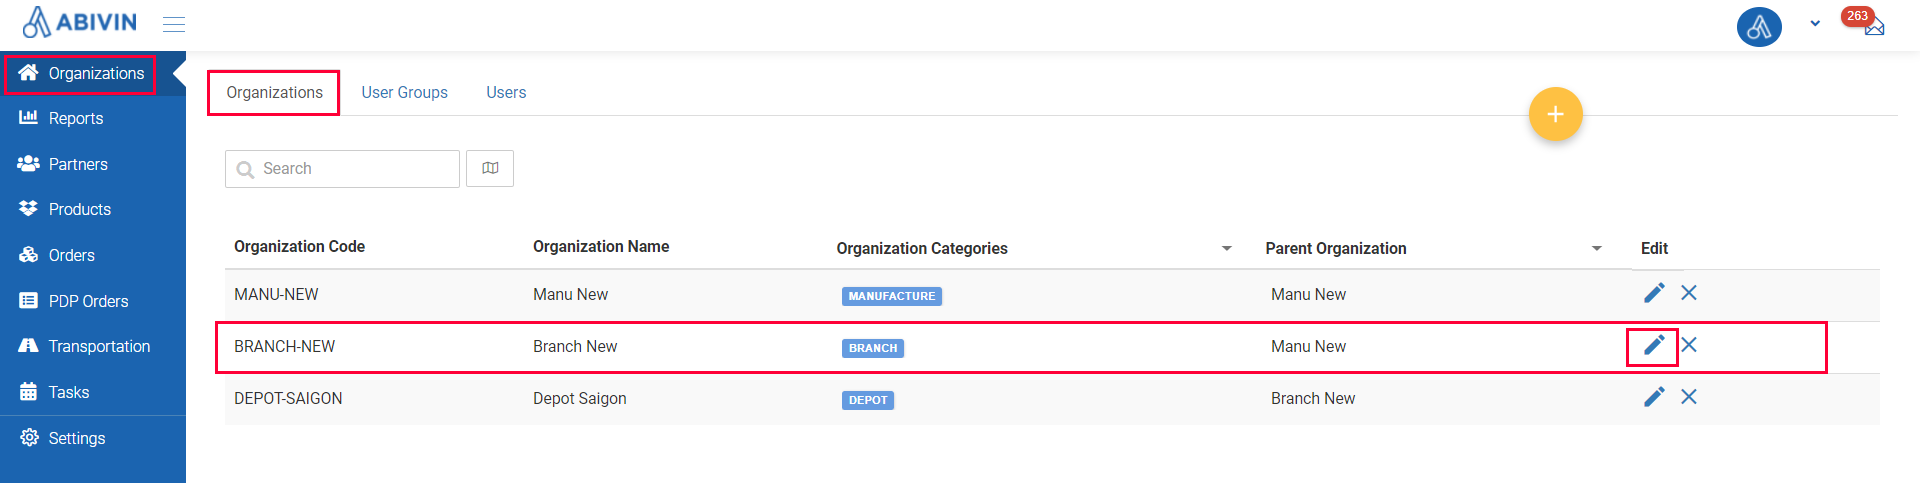 ABIVIN
263
Organizations
Reports
Partners
Products
Orders
PDP Orders
Transportation
Tasks
Settings
Organizations User Groups Users
+
Search
Organization Code Organization Name Organization Categories Parent Organization Edit
MANU-NEW Manu New MANUFACTURE Manu New
BRANCH-NEW Branch New BRANCH Manu New
DEPOT-SAIGON Depot Saigon DEPOT Branch New